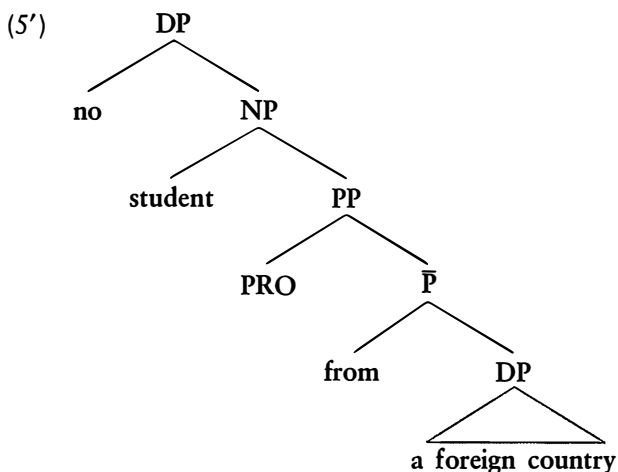 (5′) DP
no NP
student PP
PRO P̅
from DP
a foreign country